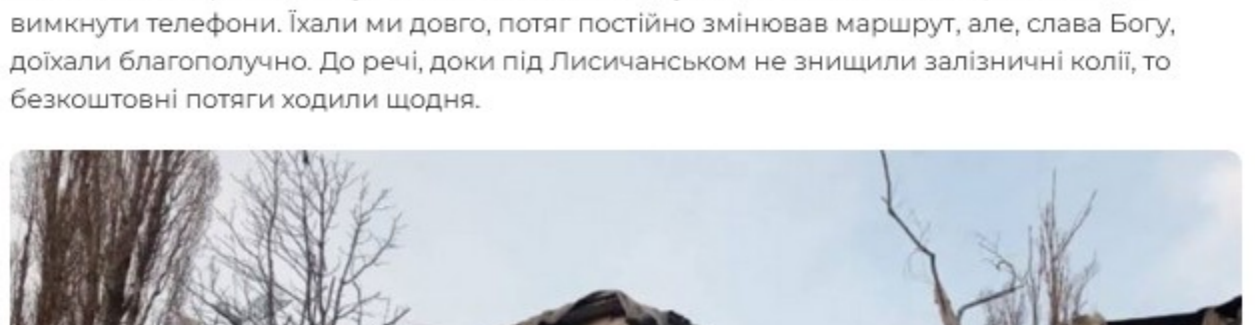 вимкнути телефони. Їхали ми довго, потяг постійно змінював маршрут, але, слава Богу,
доїхали благополучно. До речі, доки під Лисичанськом не знищили залізничні колії, то
безкоштовні потяги ходили щодня.